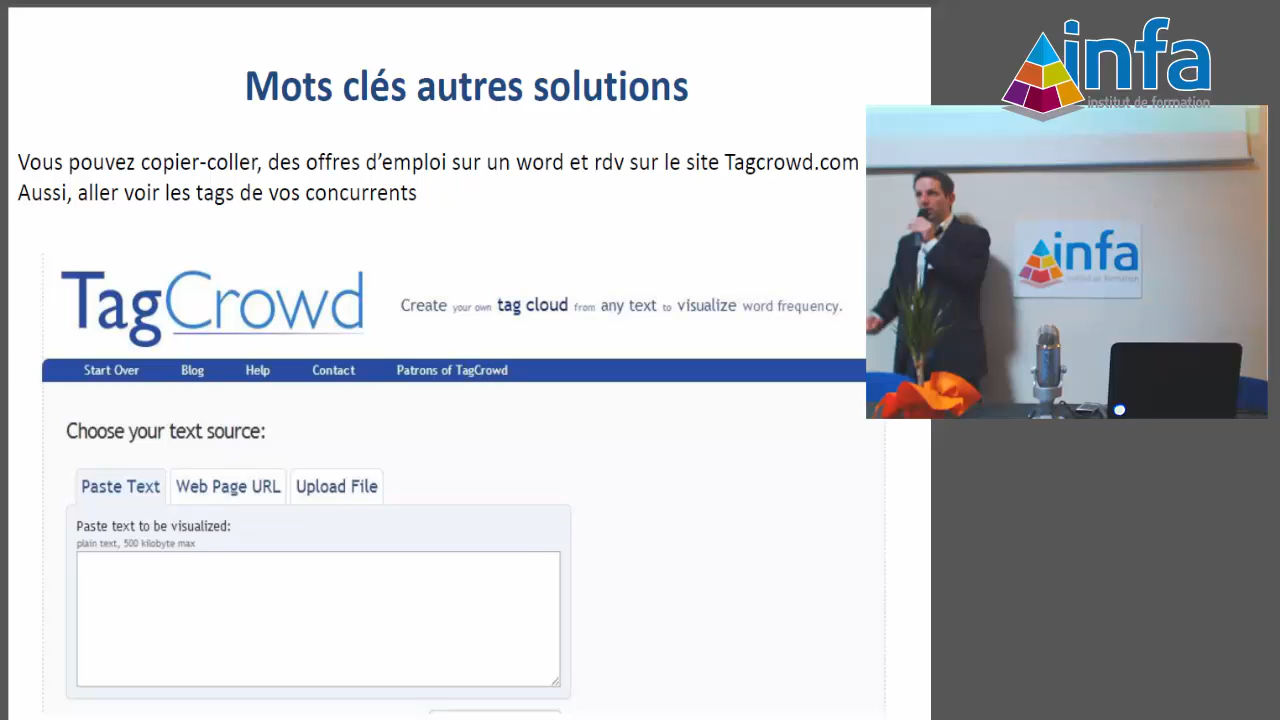 Mots clés autres solutions
Vous pouvez copier-coller, des offres d’emploi sur un word et rdv sur le site Tagcrowd.com
Aussi, aller voir les tags de vos concurrents
TagCrowd
Create your own tag cloud from any text to visualize word frequency.
Start Over Blog Help Contact Patrons of TagCrowd
Choose your text source:
Paste Text Web Page URL Upload File
Paste text to be visualized:
plain text, 500 kilobyte max
infa
institut de formation
infa
institut de formation